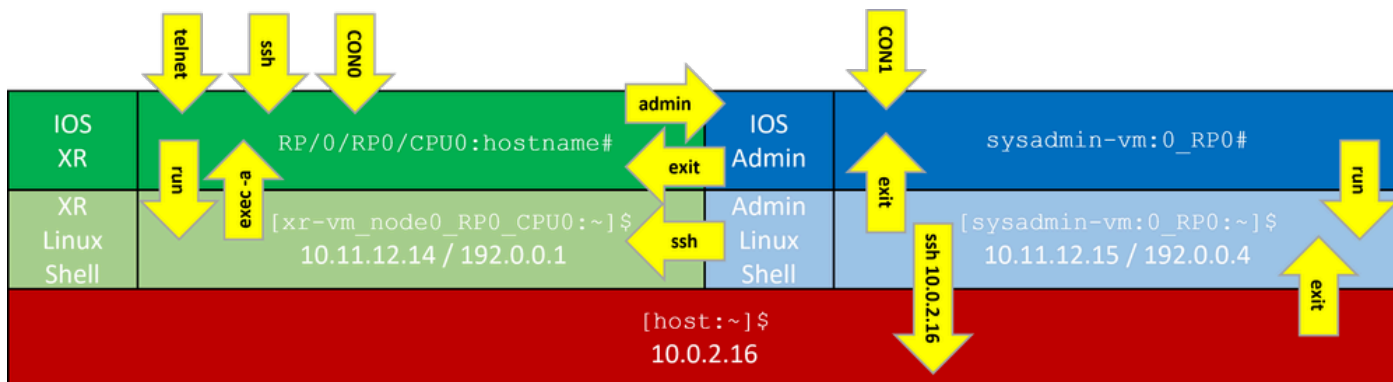 telnet
ssh
CON0
CON1
IOS
XR
RP/0/RP0/CPU0:hostname#
admin
exit
IOS
Admin
sysadmin-vm:0_RP0#
run
exec -a
exit
run
XR
Linux
Shell
[xr-vm_node0_RP0_CPU0:~]$
10.11.12.14 / 192.0.0.1
ssh
Admin
Linux
Shell
[sysadmin-vm:0_RP0:~]$
10.11.12.15 / 192.0.0.4
ssh 10.0.2.16
exit
[host:~]$
10.0.2.16